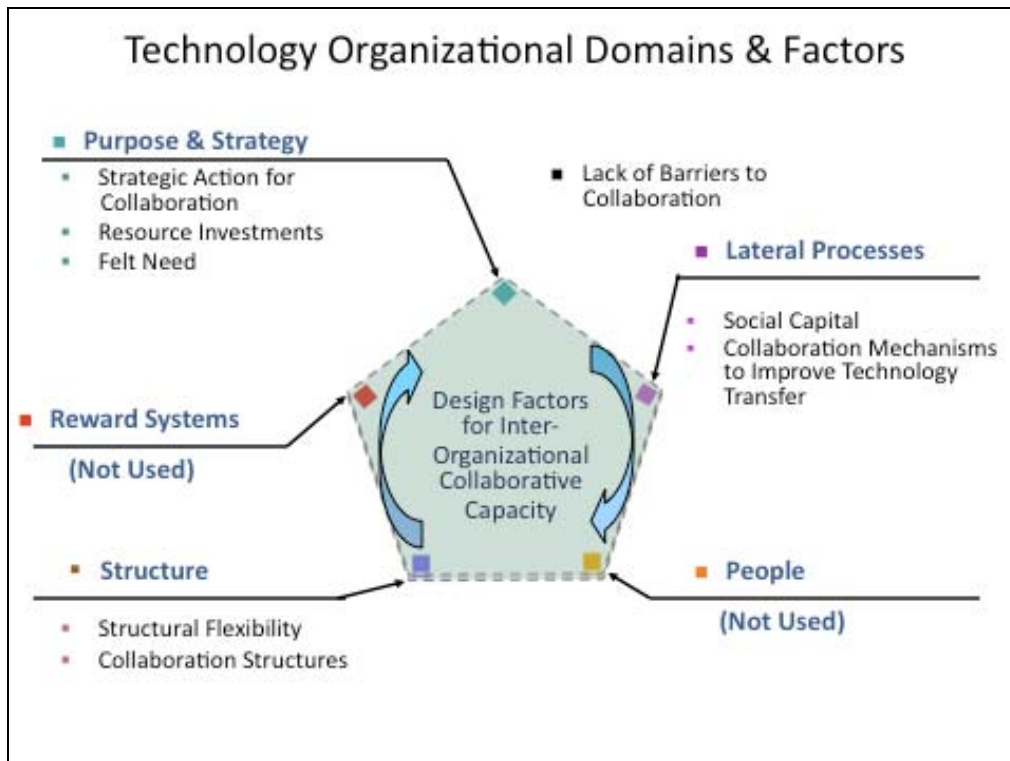 Technology Organizational Domains & Factors
Purpose & Strategy
Strategic Action for
Collaboration
Resource Investments
Felt Need
Lack of Barriers to
Collaboration
Lateral Processes
Social Capital
Collaboration Mechanisms
to Improve Technology
Transfer
Reward Systems
(Not Used)
Design Factors
for Inter-
Organizational
Collaborative
Capacity
Structure
Structural Flexibility
Collaboration Structures
People
(Not Used)